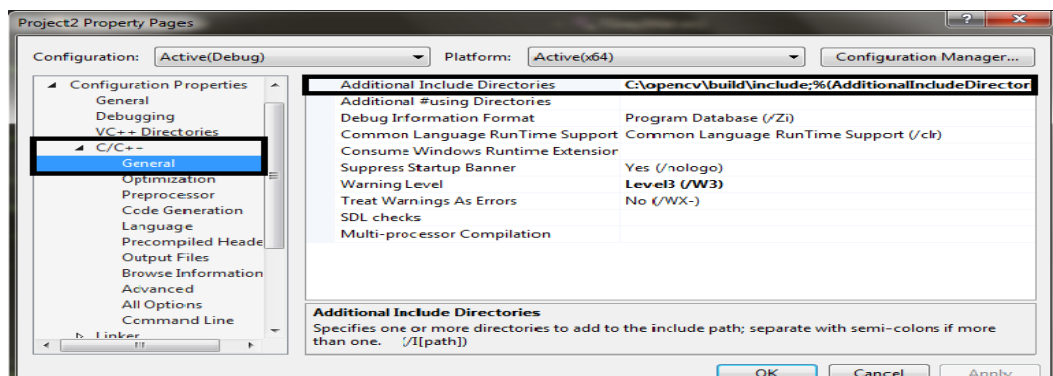 Project2 Property Pages
Configuration: Active(Debug) Platform: Active(x64) Configuration Manager...
Configuration Properties
General
Debugging
VC++ Directories
C/C++
General
Optimization
Preprocessor
Code Generation
Language
Precompiled Heade
Output Files
Browse Information
Advanced
All Options
Command Line
Linker
Additional Include Directories C:\opencv\build\include;%(AdditionalIncludeDirector
Additional #using Directories
Debug Information Format Program Database (/Zi)
Common Language RunTime Support Common Language RunTime Support (/clr)
Consume Windows Runtime Extension
Suppress Startup Banner Yes (/nologo)
Warning Level Level3 (/W3)
Treat Warnings As Errors No (/WX-)
SDL checks
Multi-processor Compilation
Additional Include Directories
Specifies one or more directories to add to the include path; separate with semi-colons if more
than one. (/I[path])
OK Cancel Apply